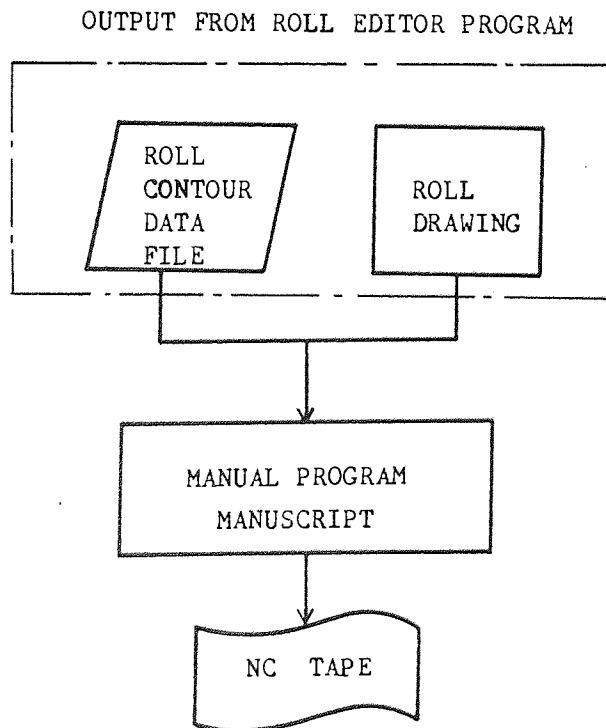 OUTPUT FROM ROLL EDITOR PROGRAM
ROLL
CONTOUR
DATA
FILE
ROLL
DRAWING
MANUAL PROGRAM
MANUSCRIPT
NC TAPE